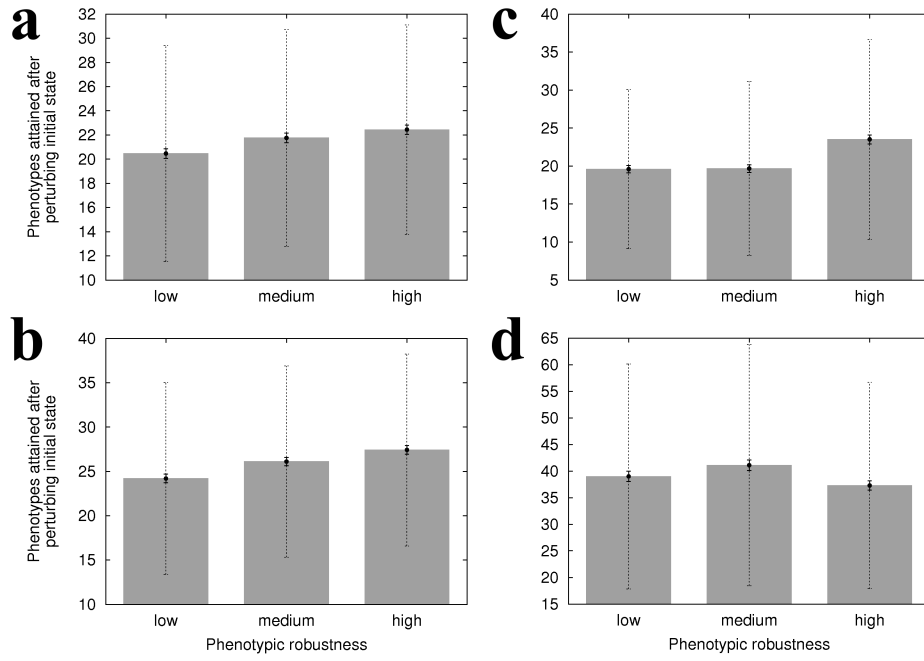 a
Phenotypes attained after
perturbing initial state
32
30
28
26
24
22
20
18
16
14
12
10
low medium high
c
40
35
30
25
20
15
10
5
low medium high
b
Phenotypes attained after
perturbing initial state
40
35
30
25
20
15
10
low medium high
Phenotypic robustness
d
65
60
55
50
45
40
35
30
25
20
15
low medium high
Phenotypic robustness